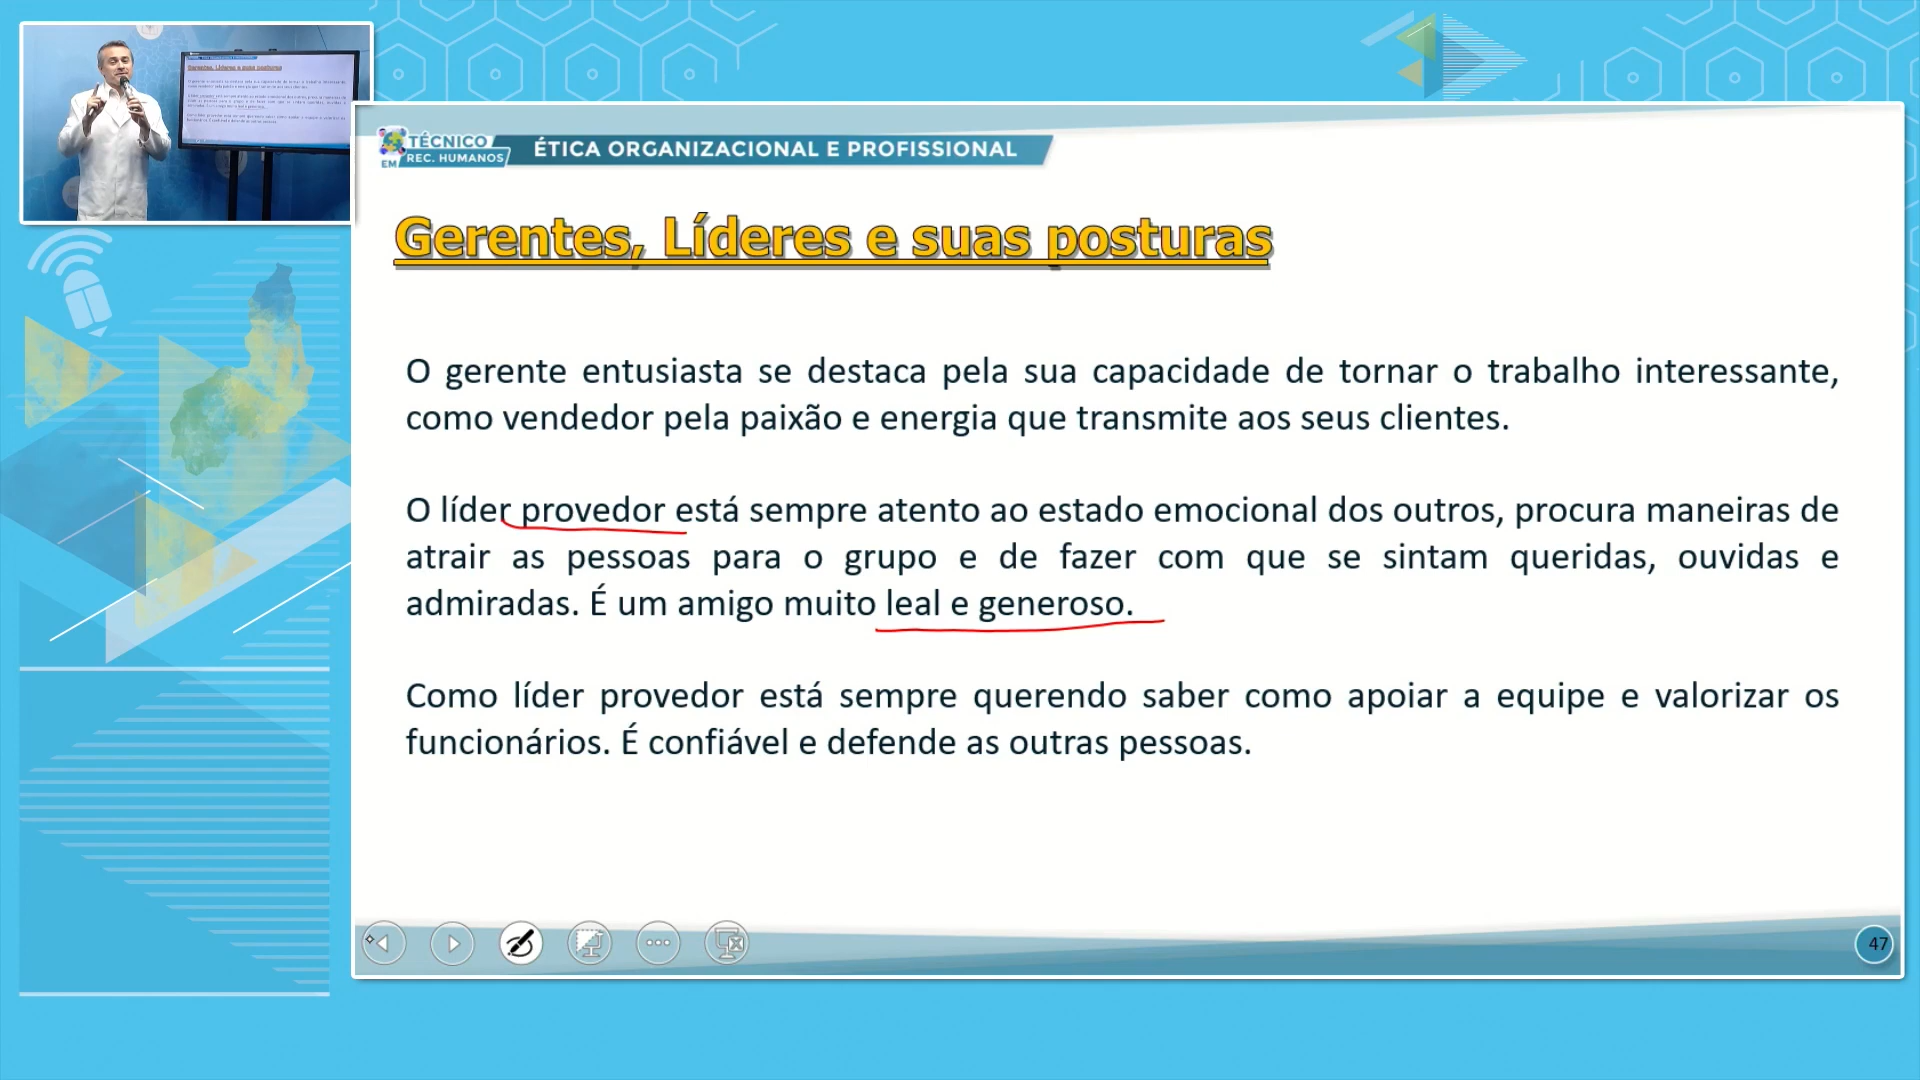 TÉCNICO
EM REC. HUMANOS
ÉTICA ORGANIZACIONAL E PROFISSIONAL
Gerentes, Líderes e suas posturas
O gerente entusiasta se destaca pela sua capacidade de tornar o trabalho interessante,
como vendedor pela paixão e energia que transmite aos seus clientes.
O líder provedor está sempre atento ao estado emocional dos outros, procura maneiras de
atrair as pessoas para o grupo e de fazer com que se sintam queridas, ouvidas e
admiradas. É um amigo muito leal e generoso.
Como líder provedor está sempre querendo saber como apoiar a equipe e valorizar os
funcionários. É confiável e defende as outras pessoas.
47
Gerentes, Líderes e suas posturas